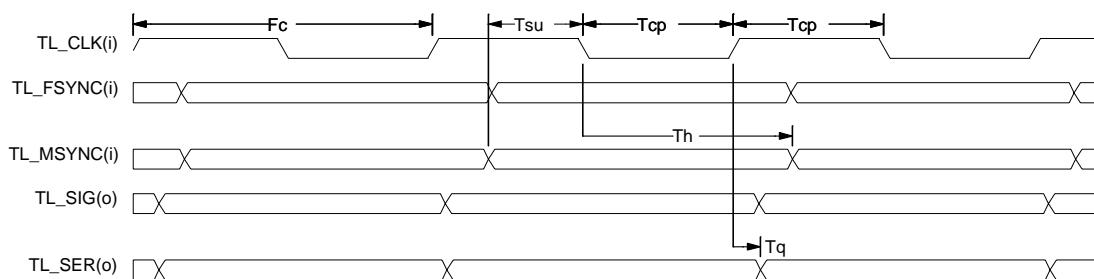 Fc Tsu Tcp Tcp
TL_CLK(i)
TL_FSYNC(i)
Th
TL_MSYNC(i)
TL_SIG(o)
Tq
TL_SER(o)